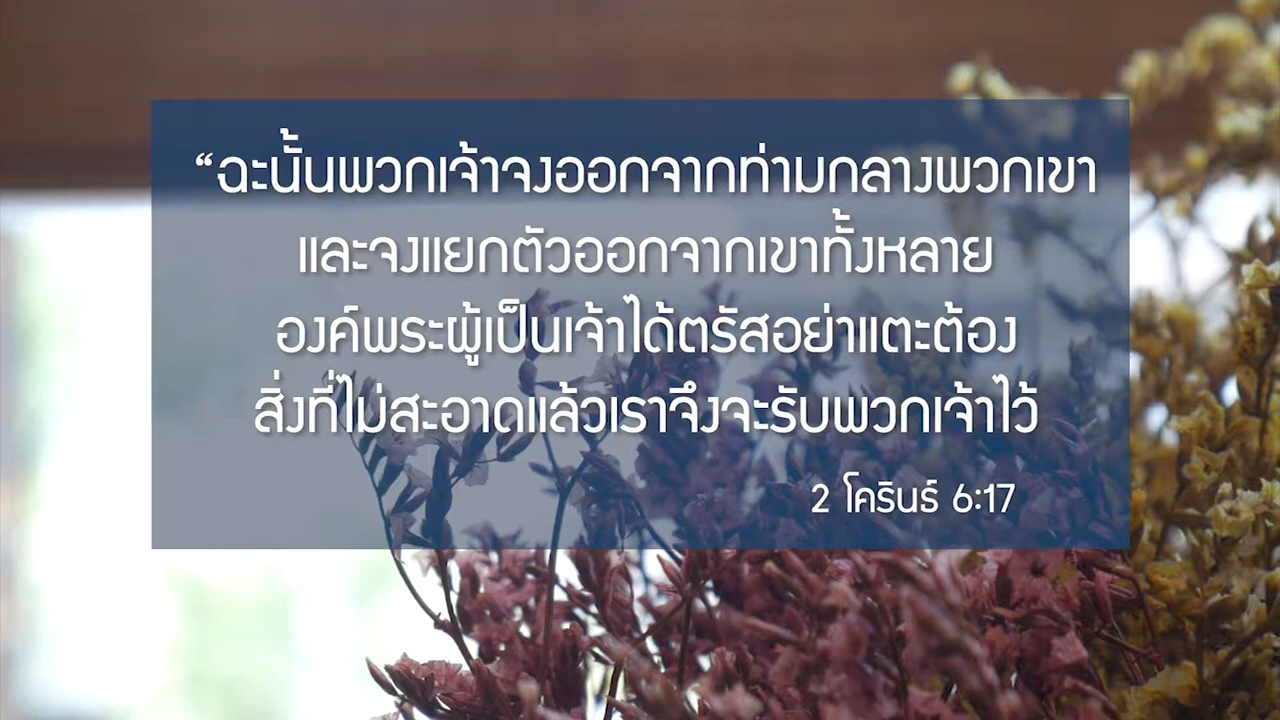 “ฉะนั้นพวกเจ้าจงออกจากท่ามกลางพวกเขา
และจงแยกตัวออกจากเขาทั้งหลาย
องค์พระผู้เป็นเจ้าได้ตรัสอย่าแตะต้อง
สิ่งที่ไม่สะอาดแล้วเราจึงจะรับพวกเจ้าไว้
2 โครินธ์ 6:17